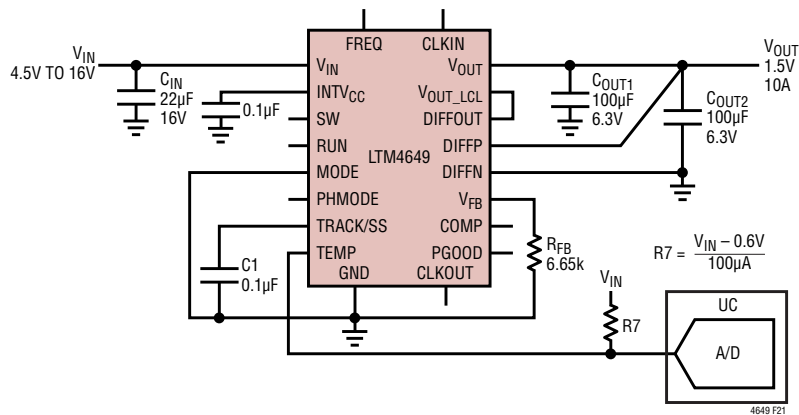 FREQ CLKIN
V_IN
4.5V TO 16V
C_IN
22µF
16V
0.1µF
V_IN
INTV_CC
SW
RUN
MODE
PHMODE
TRACK/SS
TEMP
GND
LTM4649
V_OUT
V_OUT_LCL
DIFFOUT
DIFFP
DIFFN
V_FB
COMP
PGOOD
CLKOUT
C_OUT1
100µF
6.3V
C_OUT2
100µF
6.3V
V_OUT
1.5V
10A
C1
0.1µF
R_FB
6.65k
R7 = V_IN – 0.6V
100µA
V_IN
R7
UC
A/D
4649 F21